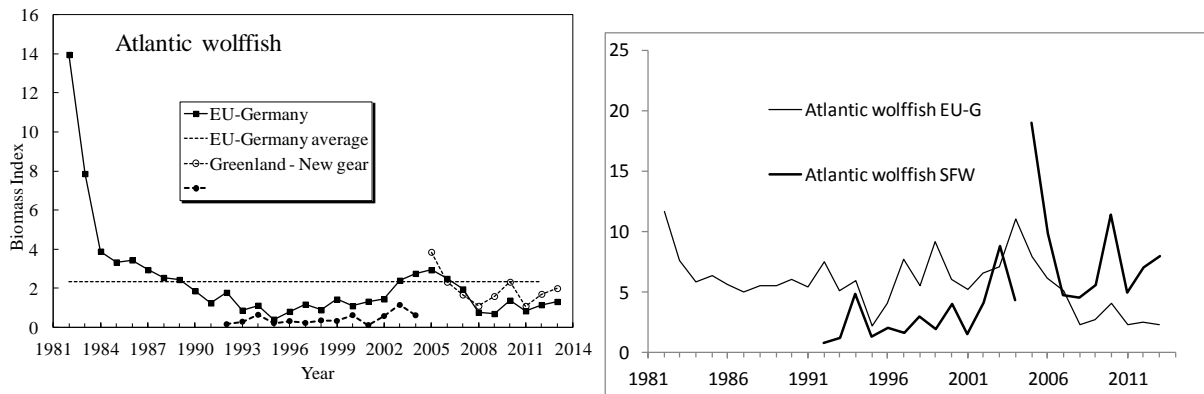 Atlantic wolffish
EU-Germany
EU-Germany average
Greenland - New gear
Biomass Index
16
14
12
10
8
6
4
2
0
1981 1984 1987 1990 1993 1996 1999 2002 2005 2008 2011 2014
Year
25
20
15
10
5
0
Atlantic wolffish EU-G
Atlantic wolffish SFW
1981 1986 1991 1996 2001 2006 2011